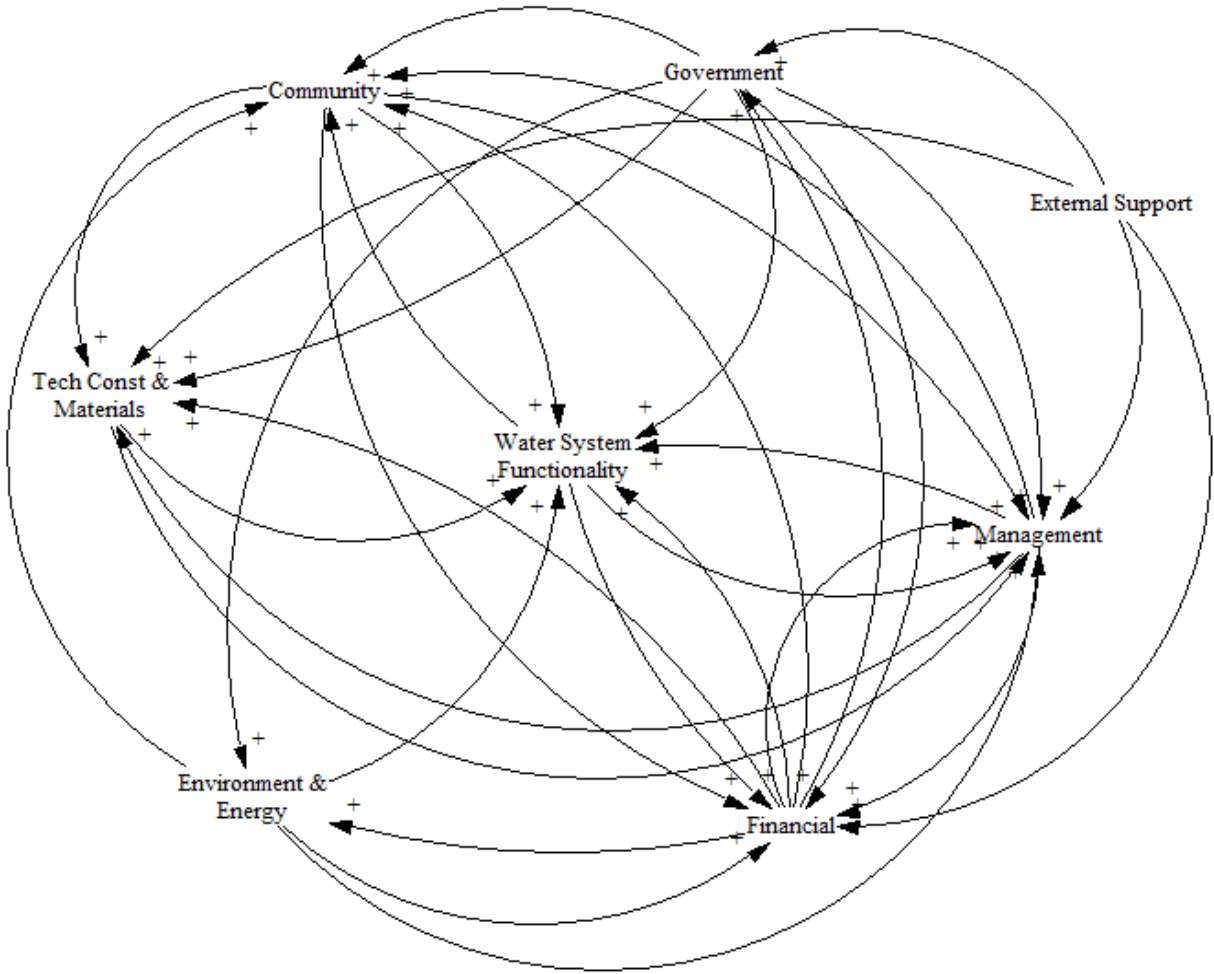 Government
Community
External Support
Tech Const &
Materials
Water System
Functionality
Management
Environment &
Energy
Financial